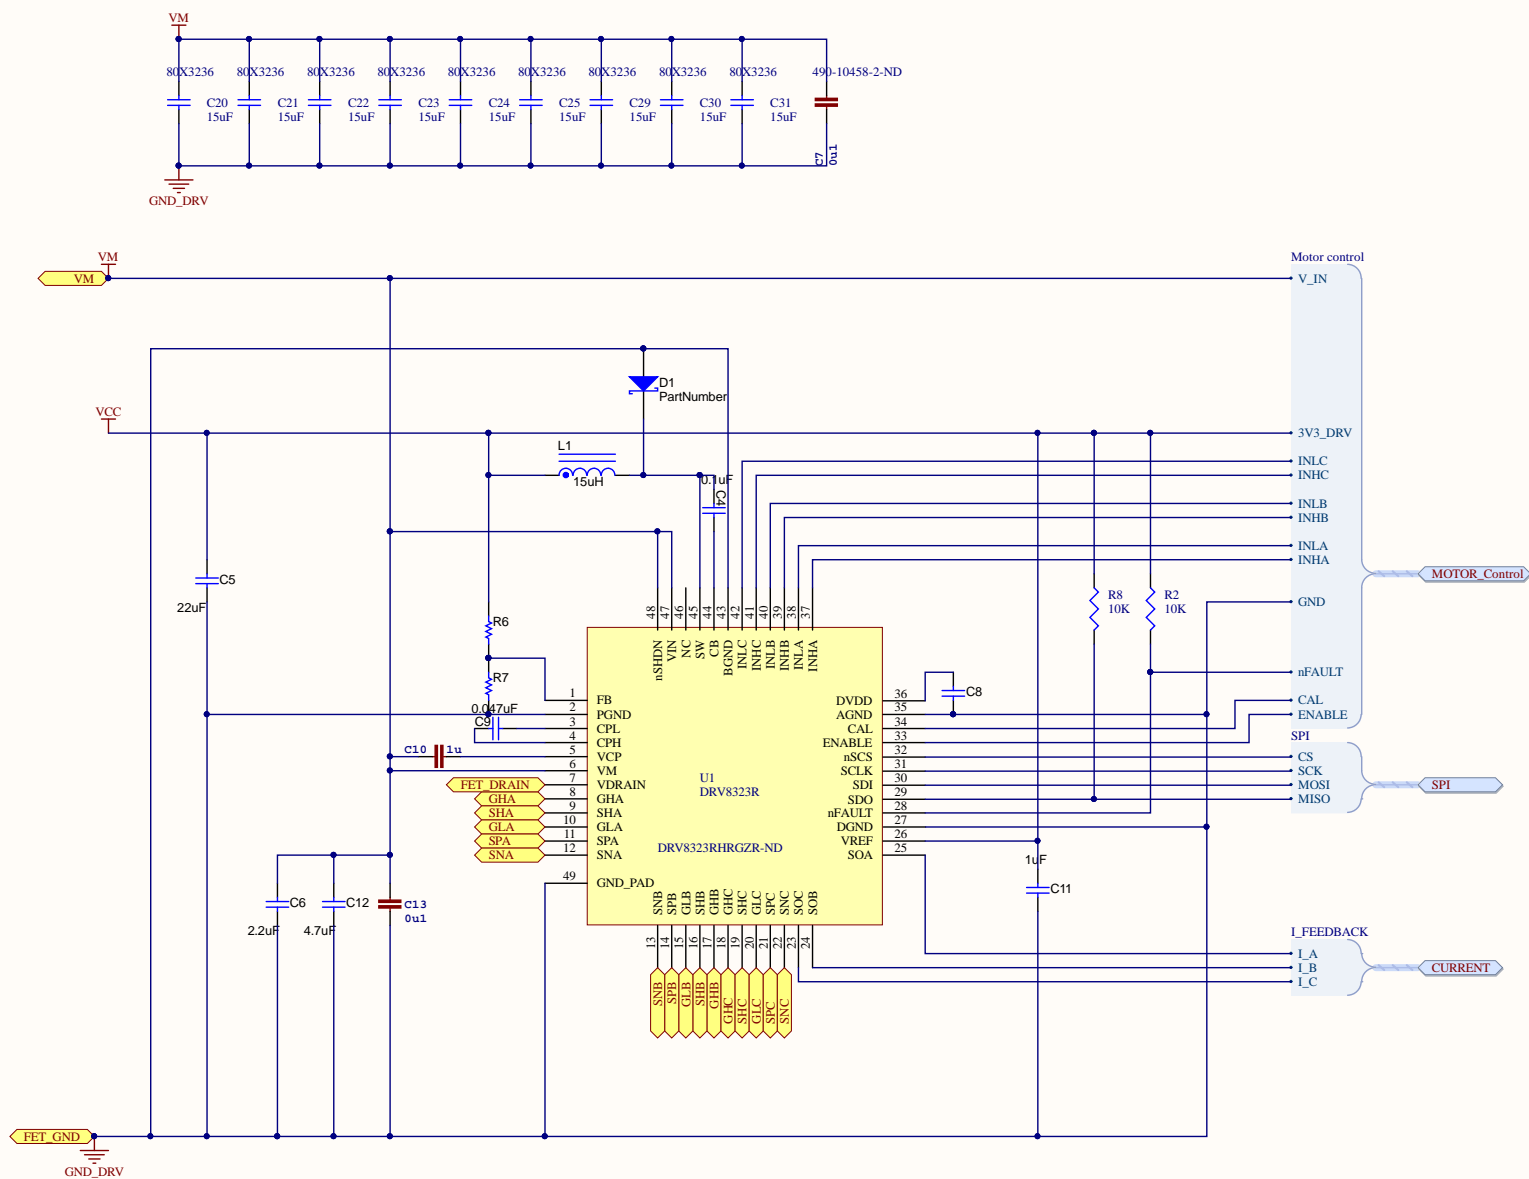 VM
80X3236 80X3236 80X3236 80X3236 80X3236 80X3236 80X3236 80X3236 80X3236 490-10458-2-ND
C20 C21 C22 C23 C24 C25 C29 C30 C31
15uF 15uF 15uF 15uF 15uF 15uF 15uF 15uF 15uF
C7
0u1
GND_DRV
VM
VM
Motor control
V_IN
D1
PartNumber
VCC
3V3_DRV
L1
15uH
INLC
INHC
0.1uF
C4
INLB
INHB
INLA
INHA
C5
22uF
R8
10K
R2
10K
GND
MOTOR_Control
48 47 46 45 44 43 42 41 40 39 38 37
nSHDN VIN NC SW CB BGND INLC INHC INLB INHB INLA INHA
R6
R7
nFAULT
CAL
ENABLE
0.047uF
C9
C10 1u
1 FB
2 PGND
3 CPL
4 CPH
5 VCP
6 VM
FET_DRAIN 7 VDRAIN
GHA 8 GHA
SHA 9 SHA
GLA 10 GLA
SPA 11 SPA
SNA 12 SNA
49 GND_PAD
U1
DRV8323R
DRV8323RHRGZR-ND
DVDD 36
AGND 35
CAL 34
ENABLE 33
nSCS 32
SCLK 31
SDI 30
SDO 29
nFAULT 28
DGND 27
VREF 26
SOA 25
C8
SPI
CS
SCK
MOSI
MISO
SPI
1uF
C11
C6
2.2uF
C12
4.7uF
C13
0u1
SNB SPB GLB SHB GHB GHC SHC GLC SPC SNC SOC SOB
13 14 15 16 17 18 19 20 21 22 23 24
SNB SPB GLB SHB GHB GHC SHC GLC SPC SNC
I_FEEDBACK
I_A
I_B
I_C
CURRENT
FET_GND
GND_DRV